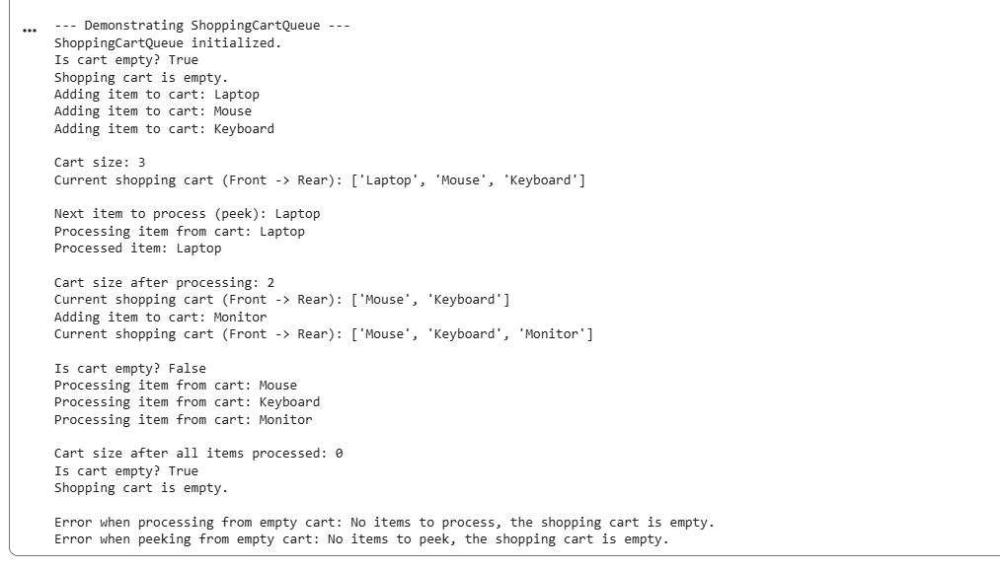 --- Demonstrating ShoppingCartQueue ---
ShoppingCartQueue initialized.
Is cart empty? True
Shopping cart is empty.
Adding item to cart: Laptop
Adding item to cart: Mouse
Adding item to cart: Keyboard
Cart size: 3
Current shopping cart (Front -> Rear): ['Laptop', 'Mouse', 'Keyboard']
Next item to process (peek): Laptop
Processing item from cart: Laptop
Processed item: Laptop
Cart size after processing: 2
Current shopping cart (Front -> Rear): ['Mouse', 'Keyboard']
Adding item to cart: Monitor
Current shopping cart (Front -> Rear): ['Mouse', 'Keyboard', 'Monitor']
Is cart empty? False
Processing item from cart: Mouse
Processing item from cart: Keyboard
Processing item from cart: Monitor
Cart size after all items processed: 0
Is cart empty? True
Shopping cart is empty.
Error when processing from empty cart: No items to process, the shopping cart is empty.
Error when peeking from empty cart: No items to peek, the shopping cart is empty.